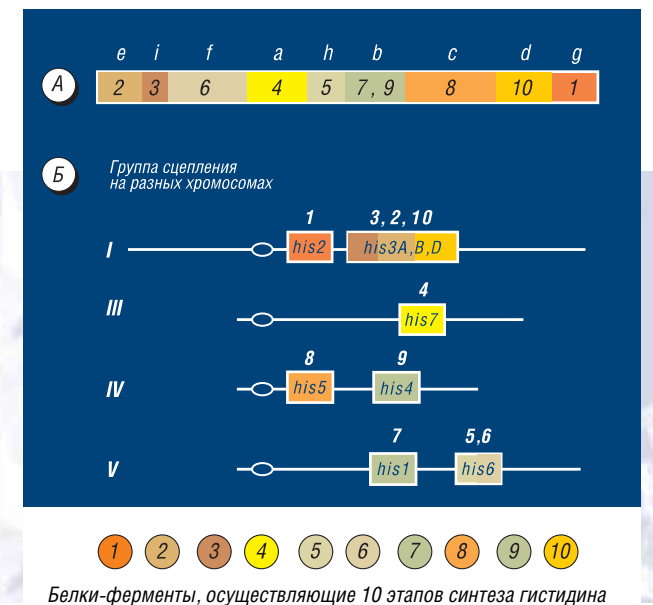 e i f a h b c d g
А 2 3 6 4 5 7, 9 8 10 1
Б Группа сцепления
на разных хромосомах
1 3, 2, 10
I his2 his3A,B,D
4
III his7
8 9
IV his5 his4
7 5,6
V his1 his6
1 2 3 4 5 6 7 8 9 10
Белки-ферменты, осуществляющие 10 этапов синтеза гистидина